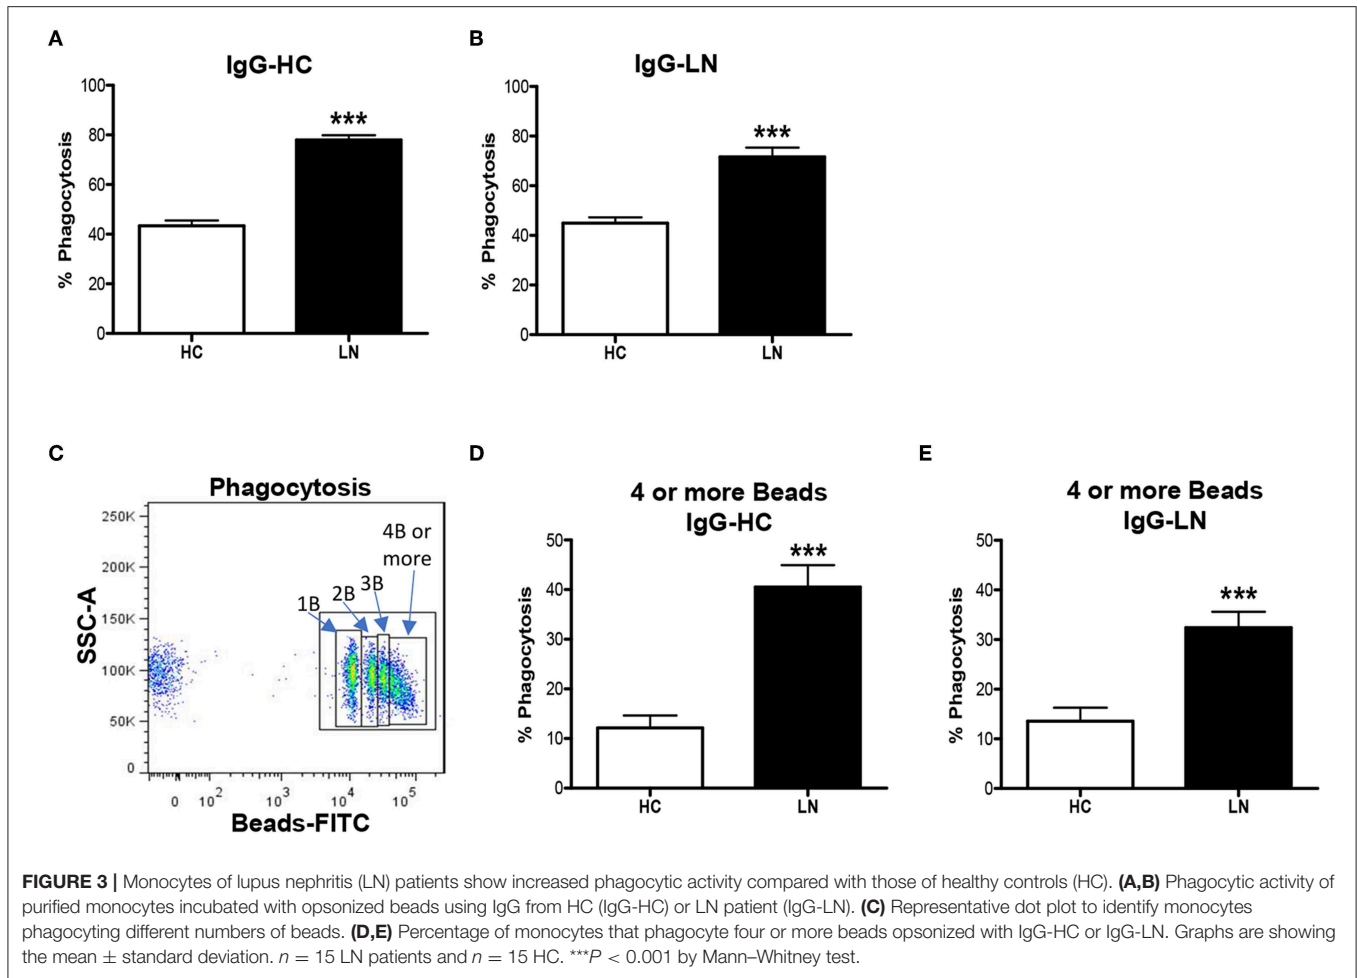 A
IgG-HC
100
80
60
40
20
0
% Phagocytosis
***
HC
LN
B
IgG-LN
100
80
60
40
20
0
% Phagocytosis
***
HC
LN
C
Phagocytosis
250K
200K
150K
100K
50K
0
SSC-A
1B
2B
3B
4B or
more
0
10²
10³
10⁴
10⁵
Beads-FITC
D
4 or more Beads
IgG-HC
50
40
30
20
10
0
% Phagocytosis
***
HC
LN
E
4 or more Beads
IgG-LN
50
40
30
20
10
0
% Phagocytosis
***
HC
LN
FIGURE 3 | Monocytes of lupus nephritis (LN) patients show increased phagocytic activity compared with those of healthy controls (HC). (A,B) Phagocytic activity of
purified monocytes incubated with opsonized beads using IgG from HC (IgG-HC) or LN patient (IgG-LN). (C) Representative dot plot to identify monocytes
phagocyting different numbers of beads. (D,E) Percentage of monocytes that phagocyte four or more beads opsonized with IgG-HC or IgG-LN. Graphs are showing
the mean ± standard deviation. n = 15 LN patients and n = 15 HC. ***P < 0.001 by Mann–Whitney test.